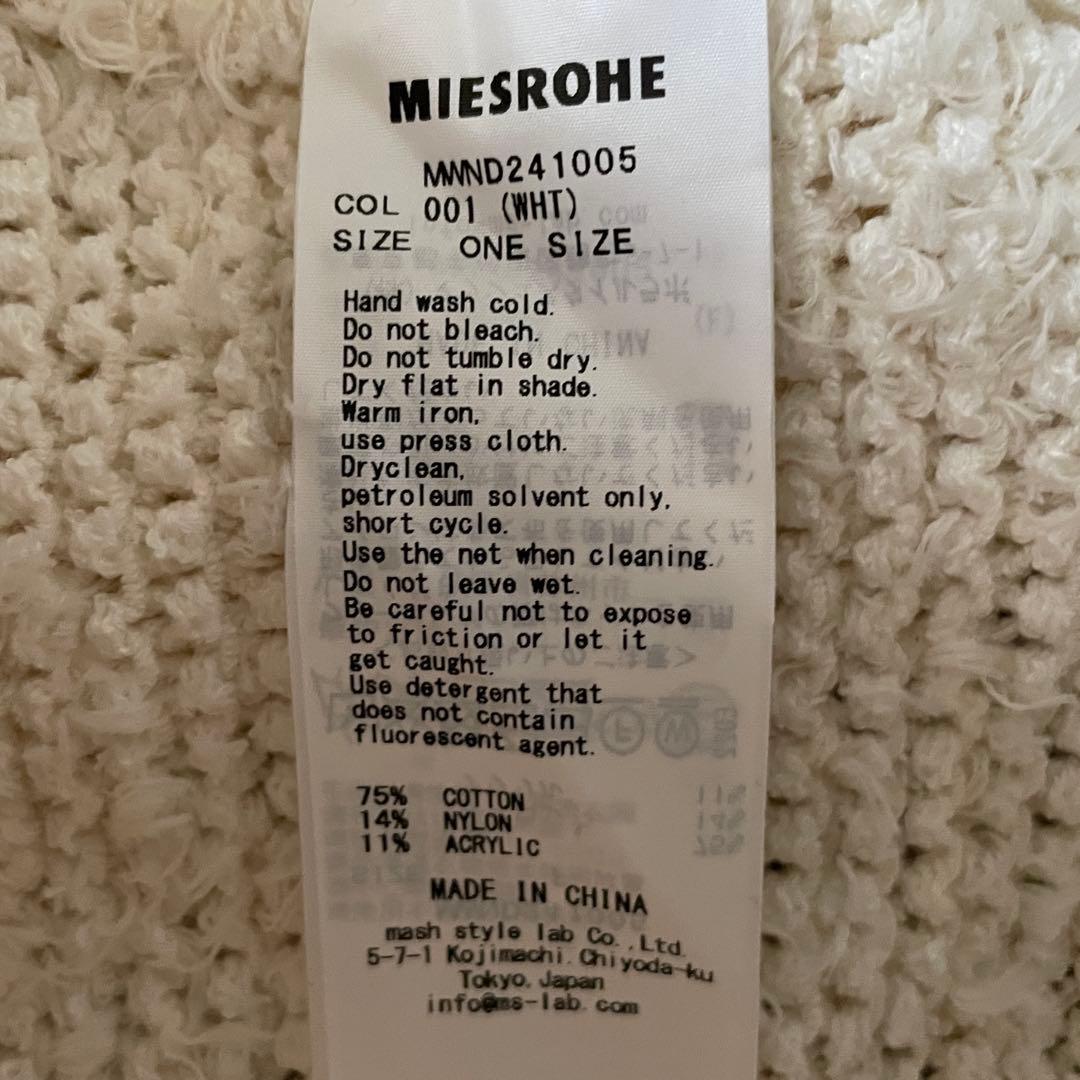 MIESROHE
MWND241005
COL 001 (WHT)
SIZE ONE SIZE
Hand wash cold.
Do not bleach.
Do not tumble dry.
Dry flat in shade.
Warm iron,
use press cloth.
Dryclean,
petroleum solvent only,
short cycle.
Use the net when cleaning.
Do not leave wet.
Be careful not to expose
to friction or let it
get caught.
Use detergent that
does not contain
fluorescent agent.
75% COTTON
14% NYLON
11% ACRYLIC
MADE IN CHINA
mash style lab Co.,Ltd.
5-7-1 Kojimachi, Chiyoda-ku
Tokyo, Japan
info@ms-lab.com